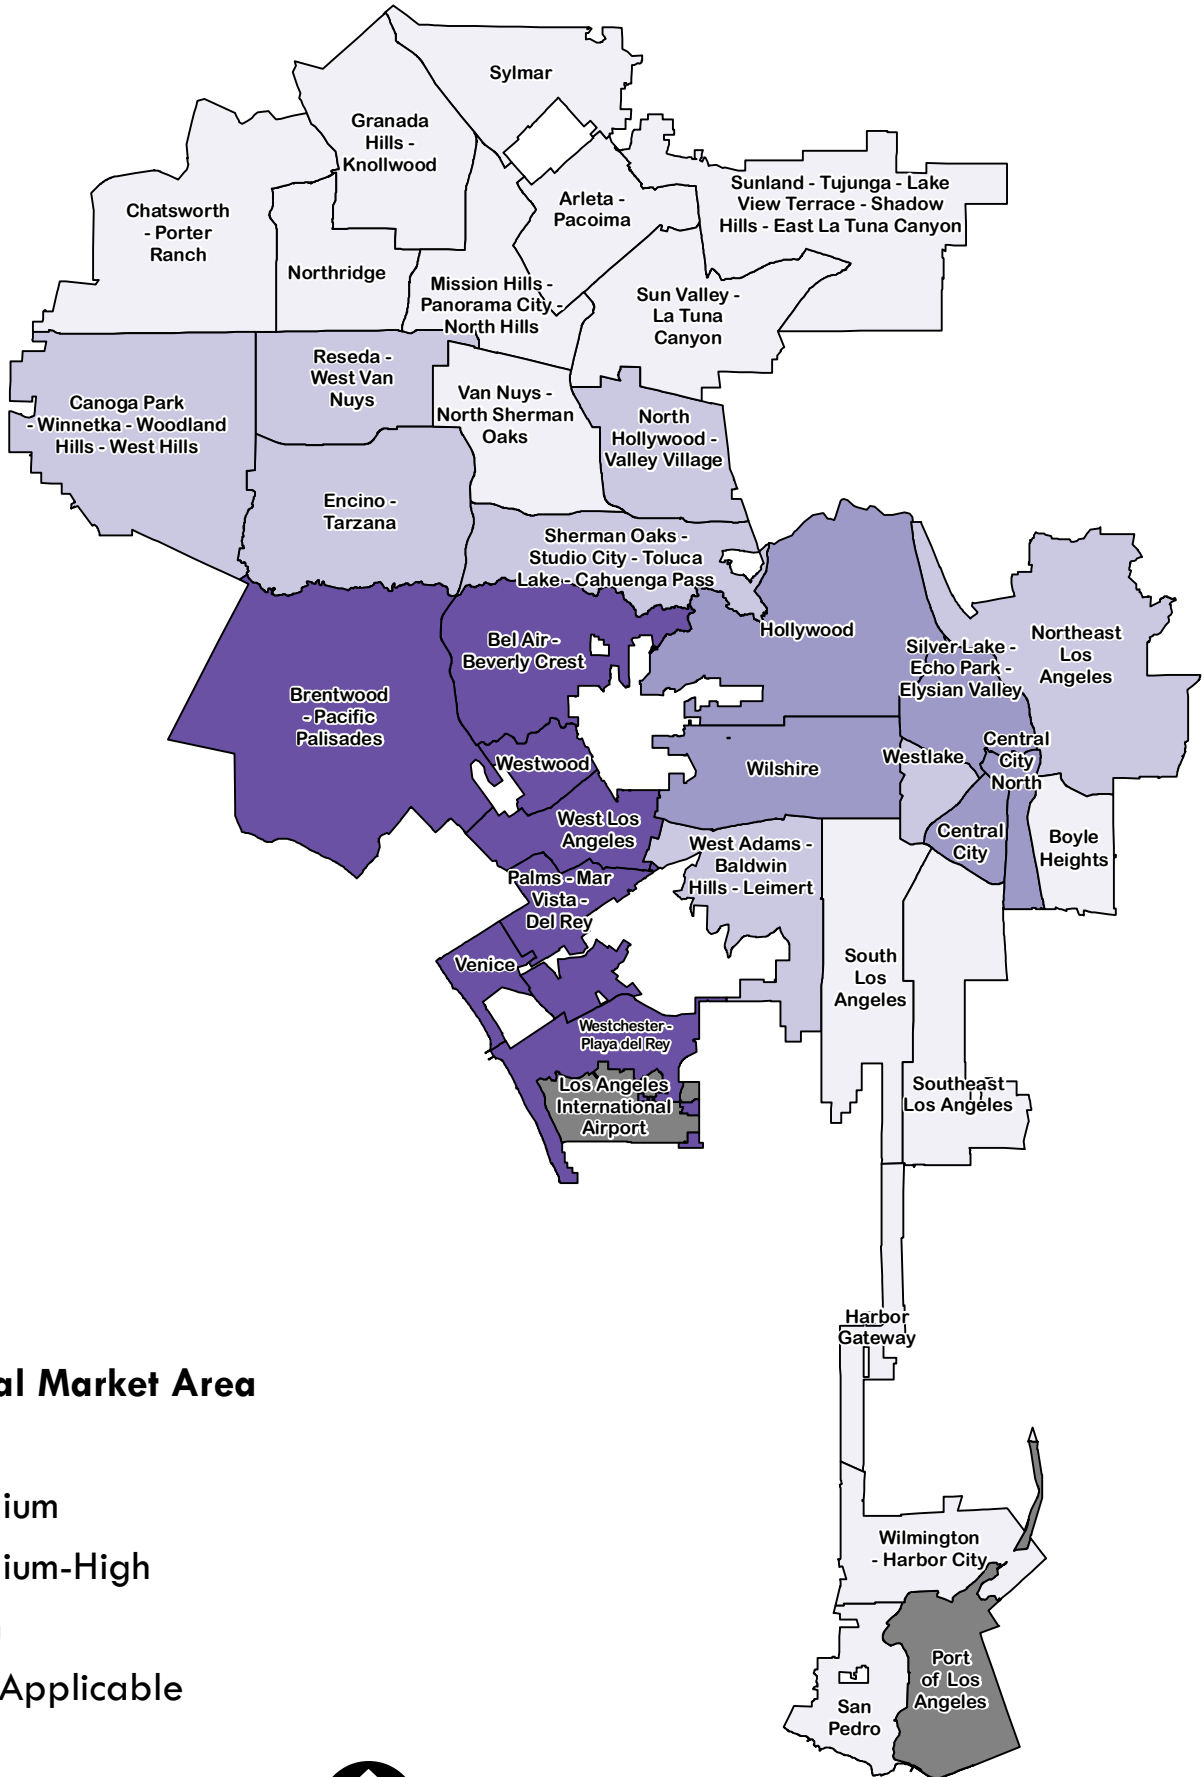 Sylmar
Granada
Hills -
Knollwood
Arleta -
Pacoima
Sunland - Tujunga - Lake
View Terrace - Shadow
Hills - East La Tuna Canyon
Chatsworth
- Porter
Ranch
Northridge
Mission Hills -
Panorama City -
North Hills
Sun Valley -
La Tuna
Canyon
Reseda -
West Van
Nuys
Canoga Park
- Winnetka - Woodland
Hills - West Hills
Van Nuys -
North Sherman
Oaks
North
Hollywood -
Valley Village
Encino -
Tarzana
Sherman Oaks -
Studio City - Toluca
Lake - Cahuenga Pass
Hollywood
Bel Air -
Beverly Crest
Silver Lake -
Echo Park -
Elysian Valley
Northeast
Los
Angeles
Brentwood
- Pacific
Palisades
Westwood
Wilshire
Westlake
Central
City
North
West Los
Angeles
West Adams -
Baldwin
Hills - Leimert
Central
City
Boyle
Heights
Palms - Mar
Vista -
Del Rey
Venice
South
Los
Angeles
Westchester -
Playa del Rey
Los Angeles
International
Airport
Southeast
Los Angeles
Harbor
Gateway
al Market Area
ium
ium-High
Applicable
Wilmington
- Harbor City
Port
of Los
Angeles
San
Pedro